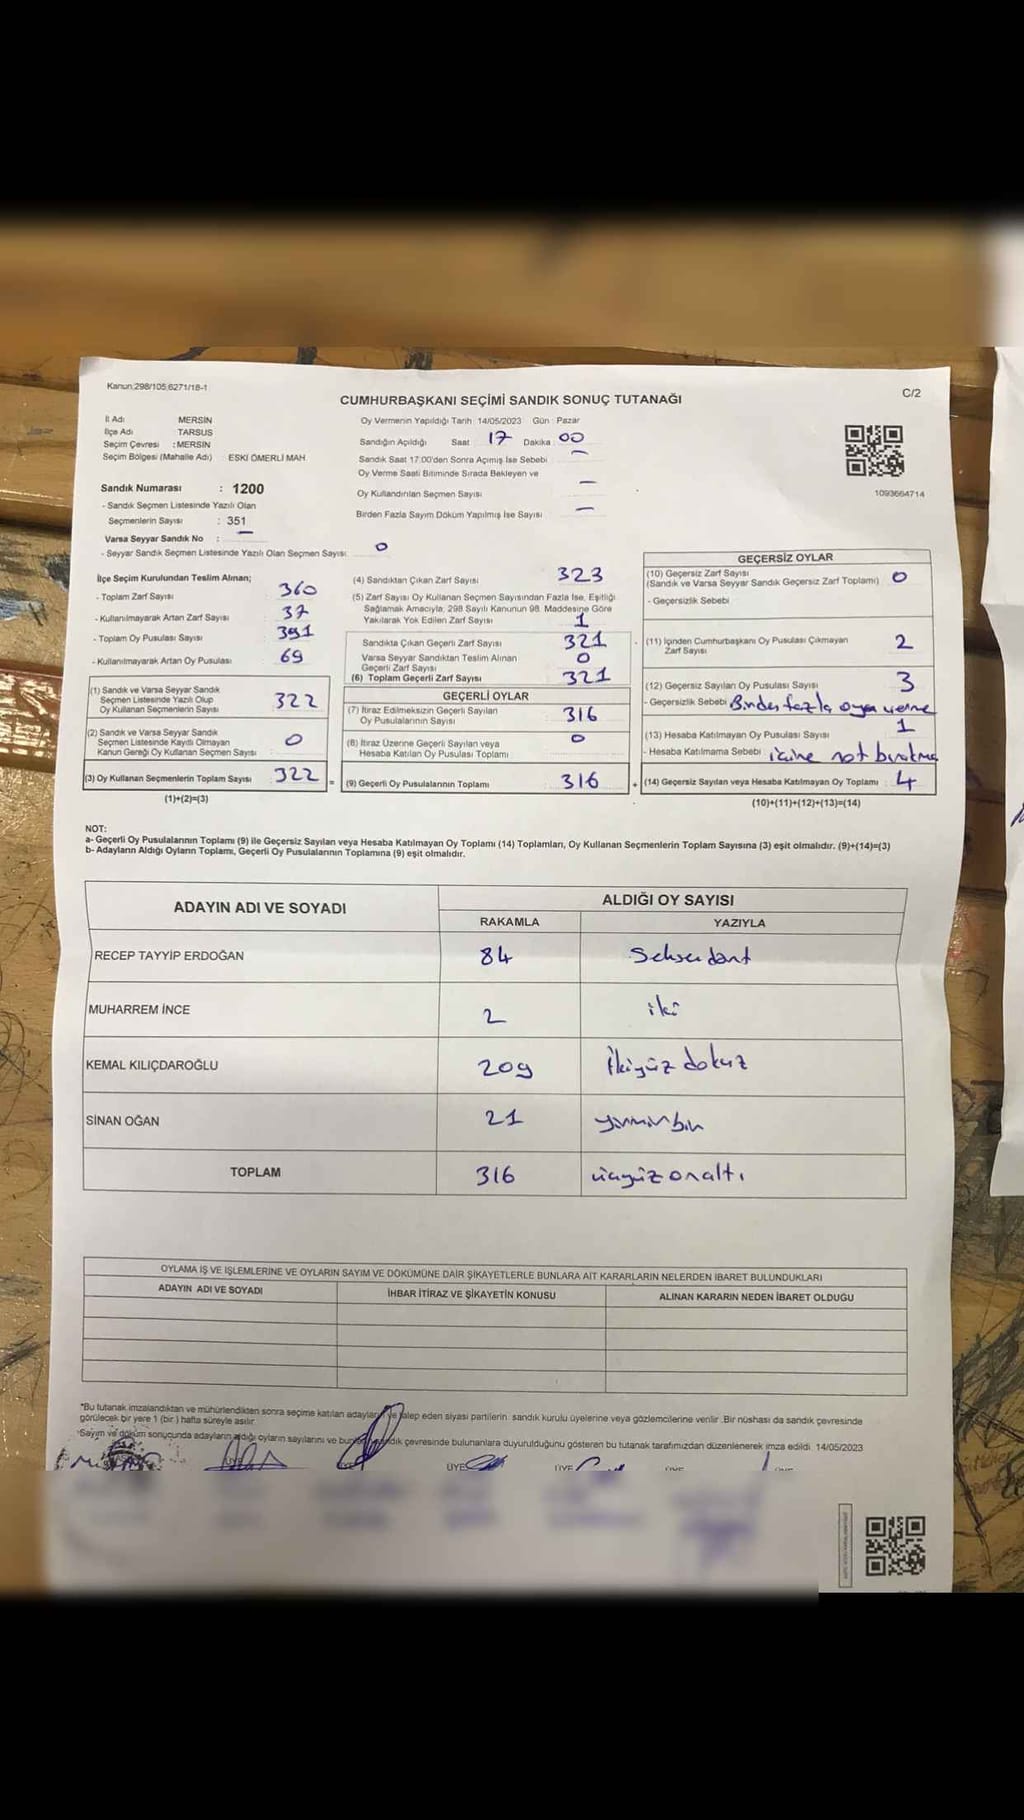 Kanun;298/105,6271/18-1
C/2
CUMHURBAŞKANI SEÇİMİ SANDIK SONUÇ TUTANAĞI
İl Adı MERSİN
İlçe Adı TARSUS
Seçim Çevresi :MERSİN
Seçim Bölgesi (Mahalle Adı) ESKİ ÖMERLİ MAH.
Sandık Numarası : 1200
- Sandık Seçmen Listesinde Yazılı Olan
Seçmenlerin Sayısı : 351
Varsa Seyyar Sandık No : —
- Seyyar Sandık Seçmen Listesinde Yazılı Olan Seçmen Sayısı: 0
Oy Vermenin Yapıldığı Tarih :14/05/2023 Gün : Pazar
Sandığın Açıldığı Saat 17 Dakika 00
Sandık Saat 17:00'den Sonra Açımış İse Sebebi —
Oy Verme Saati Bitiminde Sırada Bekleyen ve
Oy Kullandırılan Seçmen Sayısı —
Birden Fazla Sayım Döküm Yapılmış İse Sayısı —
1093664714
İlçe Seçim Kurulundan Teslim Alınan;
- Toplam Zarf Sayısı 360
- Kullanılmayarak Artan Zarf Sayısı 37
- Toplam Oy Pusulası Sayısı 391
- Kullanılmayarak Artan Oy Pusulası 69
(1) Sandık ve Varsa Seyyar Sandık
Seçmen Listesinde Yazılı Olup
Oy Kullanan Seçmenlerin Sayısı 322
(2) Sandık ve Varsa Seyyar Sandık
Seçmen Listesinde Kayıtlı Olmayan
Kanun Gereği Oy Kullanan Seçmen Sayısı 0
(3) Oy Kullanan Seçmenlerin Toplam Sayısı 322 =
(1)+(2)=(3)
(4) Sandıktan Çıkan Zarf Sayısı 323
(5) Zarf Sayısı Oy Kullanan Seçmen Sayısından Fazla İse, Eşitliği
Sağlamak Amacıyla, 298 Sayılı Kanunun 98. Maddesine Göre
Yakılarak Yok Edilen Zarf Sayısı 1
Sandıkta Çıkan Geçerli Zarf Sayısı 321
Varsa Seyyar Sandıktan Teslim Alınan
Geçerli Zarf Sayısı 0
(6) Toplam Geçerli Zarf Sayısı 321
GEÇERLİ OYLAR
(7) İtiraz Edilmeksizin Geçerli Sayılan
Oy Pusulalarının Sayısı 316
(8) İtiraz Üzerine Geçerli Sayılan veya
Hesaba Katılan Oy Pusulası Toplamı 0
(9) Geçerli Oy Pusulalarının Toplamı 316 +
GEÇERSİZ OYLAR
(10) Geçersiz Zarf Sayısı
(Sandık ve Varsa Seyyar Sandık Geçersiz Zarf Toplamı) 0
- Geçersizlik Sebebi
(11) İçinden Cumhurbaşkanı Oy Pusulası Çıkmayan
Zarf Sayısı 2
(12) Geçersiz Sayılan Oy Pusulası Sayısı 3
- Geçersizlik Sebebi Birden fazla oya verme
(13) Hesaba Katılmayan Oy Pusulası Sayısı 1
- Hesaba Katılmama Sebebi içine not bırakma
(14) Geçersiz Sayılan veya Hesaba Katılmayan Oy Toplamı 4
(10)+(11)+(12)+(13)=(14)
NOT:
a- Geçerli Oy Pusulalarının Toplamı (9) ile Geçersiz Sayılan veya Hesaba Katılmayan Oy Toplamı (14) Toplamları, Oy Kullanan Seçmenlerin Toplam Sayısına (3) eşit olmalıdır. (9)+(14)=(3)
b- Adayların Aldığı Oyların Toplamı, Geçerli Oy Pusulalarının Toplamına (9) eşit olmalıdır.
ADAYIN ADI VE SOYADI ALDIĞI OY SAYISI
RAKAMLA YAZIYLA
RECEP TAYYİP ERDOĞAN 84 Seksendört
MUHARREM İNCE 2 iki
KEMAL KILIÇDAROĞLU 209 İkiyüz dokuz
SİNAN OĞAN 21 yirmibir
TOPLAM 316 üçyüzonaltı
OYLAMA İŞ VE İŞLEMLERİNE VE OYLARIN SAYIM VE DÖKÜMÜNE DAİR ŞİKAYETLERLE BUNLARA AİT KARARLARIN NELERDEN İBARET BULUNDUKLARI
ADAYIN ADI VE SOYADI İHBAR İTİRAZ VE ŞİKAYETİN KONUSU ALINAN KARARIN NEDEN İBARET OLDUĞU
*Bu tutanak imzalandıktan ve mühürlendikten sonra seçime katılan adaylar ve talep eden siyasi partilerin sandık kurulu üyelerine veya gözlemcilerine verilir .Bir nüshası da sandık çevresinde
görülecek bir yere 1 (bir ) hafta süreyle asılır.
*Sayım ve döküm sonucunda adayların aldığı oyların sayılarını ve sandık çevresinde bulunanlara duyurulduğunu gösteren bu tutanak tarafımızdan düzenlenerek imza edildi. 14/05/2023
ÜYE ÜYE ÜYE